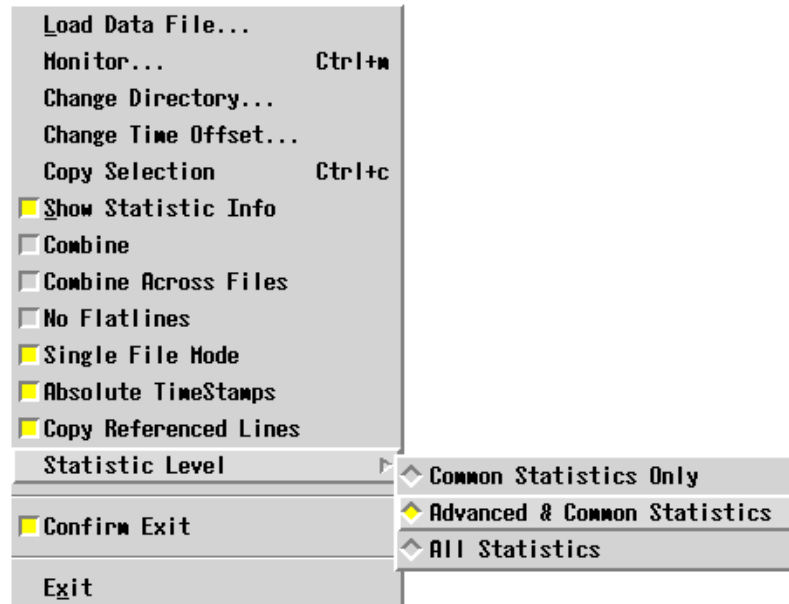 Load Data File...
Monitor... Ctrl+m
Change Directory...
Change Time Offset...
Copy Selection Ctrl+c
Show Statistic Info
Combine
Combine Across Files
No Flatlines
Single File Mode
Absolute TimeStamps
Copy Referenced Lines
Statistic Level
Common Statistics Only
Advanced & Common Statistics
All Statistics
Confirm Exit
Exit